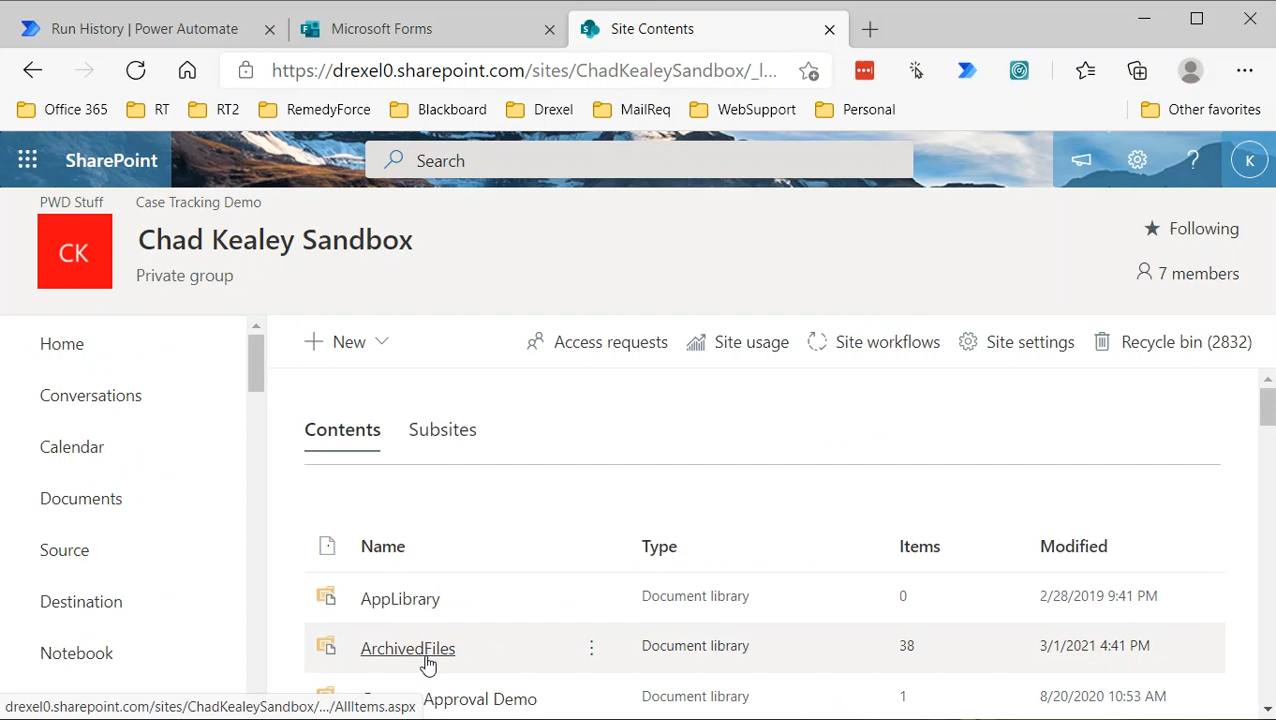 Run History | Power Automate
Microsoft Forms
Site Contents
https://drexel0.sharepoint.com/sites/ChadKealeySandbox/_l...
Office 365
RT
RT2
RemedyForce
Blackboard
Drexel
MailReq
WebSupport
Personal
Other favorites
SharePoint
Search
K
PWD Stuff
Case Tracking Demo
CK
Chad Kealey Sandbox
Private group
Following
7 members
Home
Conversations
Calendar
Documents
Source
Destination
Notebook
New
Access requests
Site usage
Site workflows
Site settings
Recycle bin (2832)
Contents
Subsites
Name Type Items Modified
AppLibrary Document library 0 2/28/2019 9:41 PM
ArchivedFiles Document library 38 3/1/2021 4:41 PM
Approval Demo Document library 1 8/20/2020 10:53 AM
drexel0.sharepoint.com/sites/ChadKealeySandbox/.../AllItems.aspx